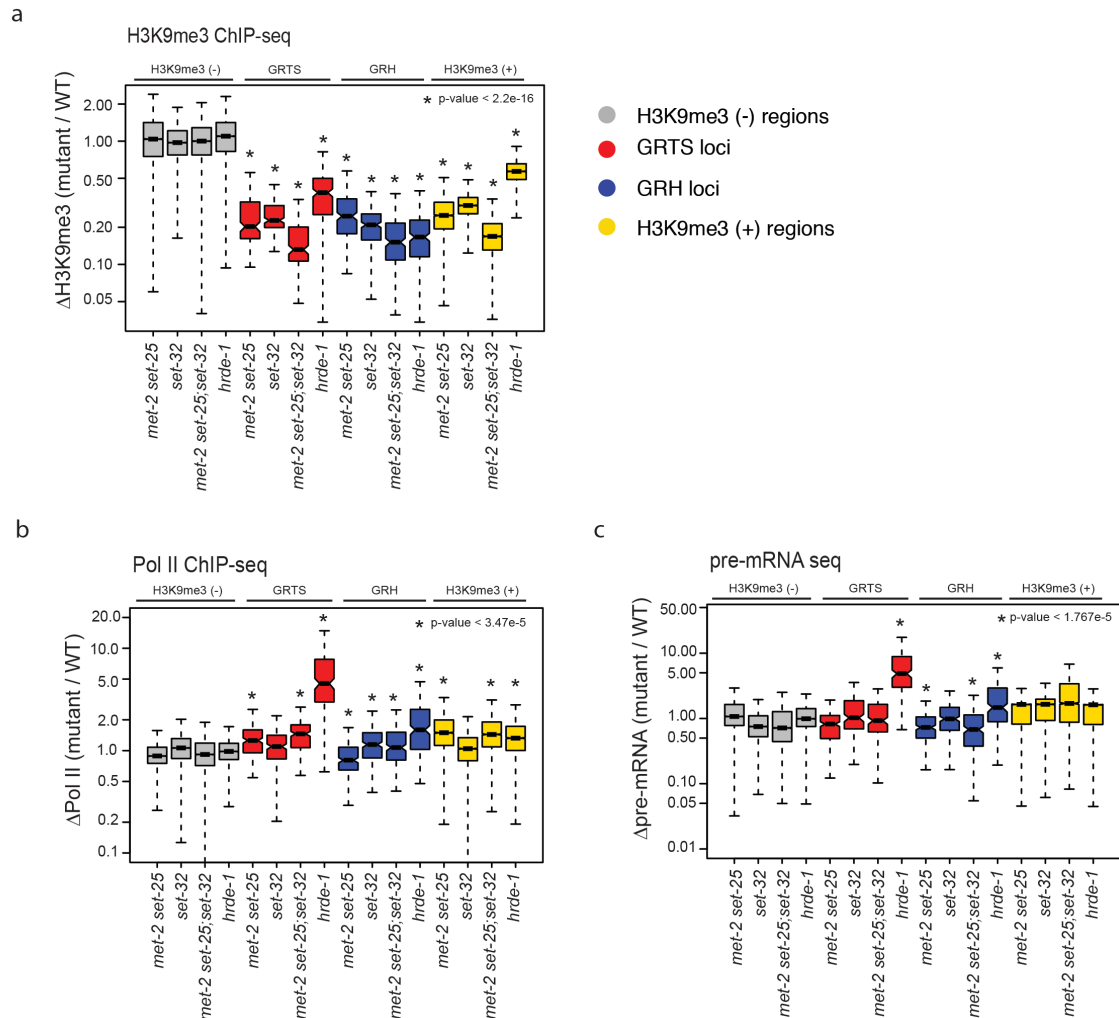 a
H3K9me3 ChIP-seq
H3K9me3 (-) GRTS GRH H3K9me3 (+)
* p-value < 2.2e-16
ΔH3K9me3 (mutant / WT)
2.00
1.00
0.50
0.20
0.10
0.05
* * * * * * * * * * * *
met-2 set-25
set-32
met-2 set-25;set-32
hrde-1
met-2 set-25
set-32
met-2 set-25;set-32
hrde-1
met-2 set-25
set-32
met-2 set-25;set-32
hrde-1
met-2 set-25
set-32
met-2 set-25;set-32
hrde-1
H3K9me3 (-) regions
GRTS loci
GRH loci
H3K9me3 (+) regions
b
Pol II ChIP-seq
H3K9me3 (-) GRTS GRH H3K9me3 (+)
* p-value < 3.47e-5
ΔPol II (mutant / WT)
20.0
10.0
5.0
2.0
1.0
0.5
0.2
0.1
* * * * * * * * * *
met-2 set-25
set-32
met-2 set-25;set-32
hrde-1
met-2 set-25
set-32
met-2 set-25;set-32
hrde-1
met-2 set-25
set-32
met-2 set-25;set-32
hrde-1
met-2 set-25
set-32
met-2 set-25;set-32
hrde-1
c
pre-mRNA seq
H3K9me3 (-) GRTS GRH H3K9me3 (+)
* p-value < 1.767e-5
Δpre-mRNA (mutant / WT)
50.00
10.00
5.00
1.00
0.50
0.10
0.05
0.01
* * * *
met-2 set-25
set-32
met-2 set-25;set-32
hrde-1
met-2 set-25
set-32
met-2 set-25;set-32
hrde-1
met-2 set-25
set-32
met-2 set-25;set-32
hrde-1
met-2 set-25
set-32
met-2 set-25;set-32
hrde-1